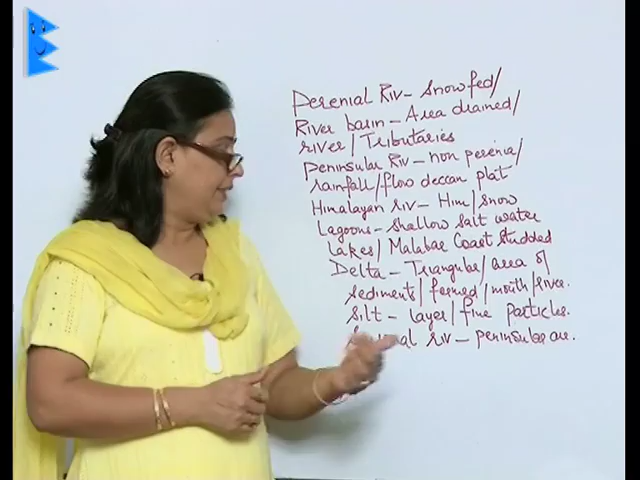 Perenial Riv- snowfed/
River basin - Area drained/
river/Tributaries
Peninsular Riv - non perenia/
rainfall/flow deccan plat
Himalayan riv - Him/snow
Lagoons - shallow salt water
lakes/Malabar Coast studded
Delta - Triangular/area of
sediments/formed/mouth/river.
silt - layer/fine particles.
riv - peninsular are.